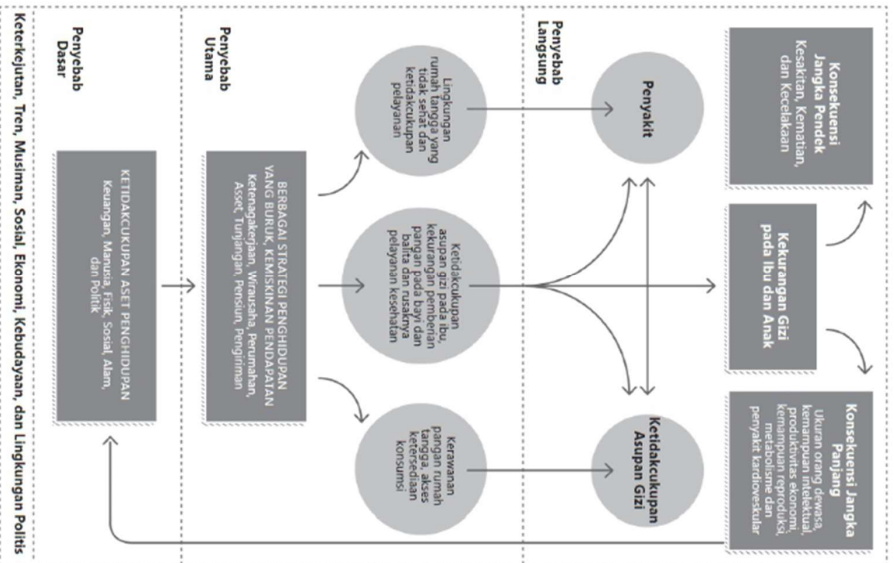 Konsekuensi
Jangka Pendek
Kesakitan, Kematian,
dan Kecelakaan
Kekurangan Gizi
pada Ibu dan Anak
Konsekuensi Jangka
Panjang
Ukuran orang dewasa,
kemampuan intelektual,
produktivitas ekonomi,
kemampuan reproduksi,
metabolisme dan
penyakit kardioveskular
Penyebab
Langsung
Penyakit
Ketidakcukupan
Asupan Gizi
Lingkungan
rumah tangga yang
tidak sehat dan
ketidakcukupan
pelayanan
Ketidakcukupan
asupan gizi pada ibu,
kekurangan pemberian
pangan pada bayi dan
balita dan rusaknya
pelayanan kesehatan
Kerawanan
pangan rumah
tangga, akses
ketersediaan
konsumsi
Penyebab
Utama
BERBAGAI STRATEGI PENGHIDUPAN
YANG BURUK, KEMISKINAN PENDAPATAN
Ketenagakerjaan, Wirausaha, Perumahan,
Asset, Tunjangan, Pensiun, Pengiriman
Penyebab
Dasar
KETIDAKCUKUPAN ASET PENGHIDUPAN
Keuangan, Manusia, Fisik, Sosial, Alam,
dan Politik
Keterkejutan, Tren, Musiman, Sosial, Ekonomi, Kebudayaan, dan Lingkungan Politis